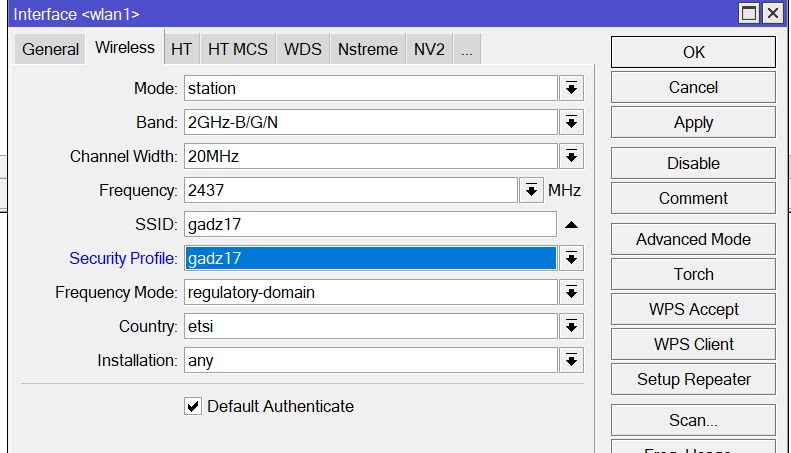 Interface <wlan1>
General Wireless HT HT MCS WDS Nstreme NV2 ...
Mode: station
Band: 2GHz-B/G/N
Channel Width: 20MHz
Frequency: 2437 MHz
SSID: gadz17
Security Profile: gadz17
Frequency Mode: regulatory-domain
Country: etsi
Installation: any
Default Authenticate
OK
Cancel
Apply
Disable
Comment
Advanced Mode
Torch
WPS Accept
WPS Client
Setup Repeater
Scan...